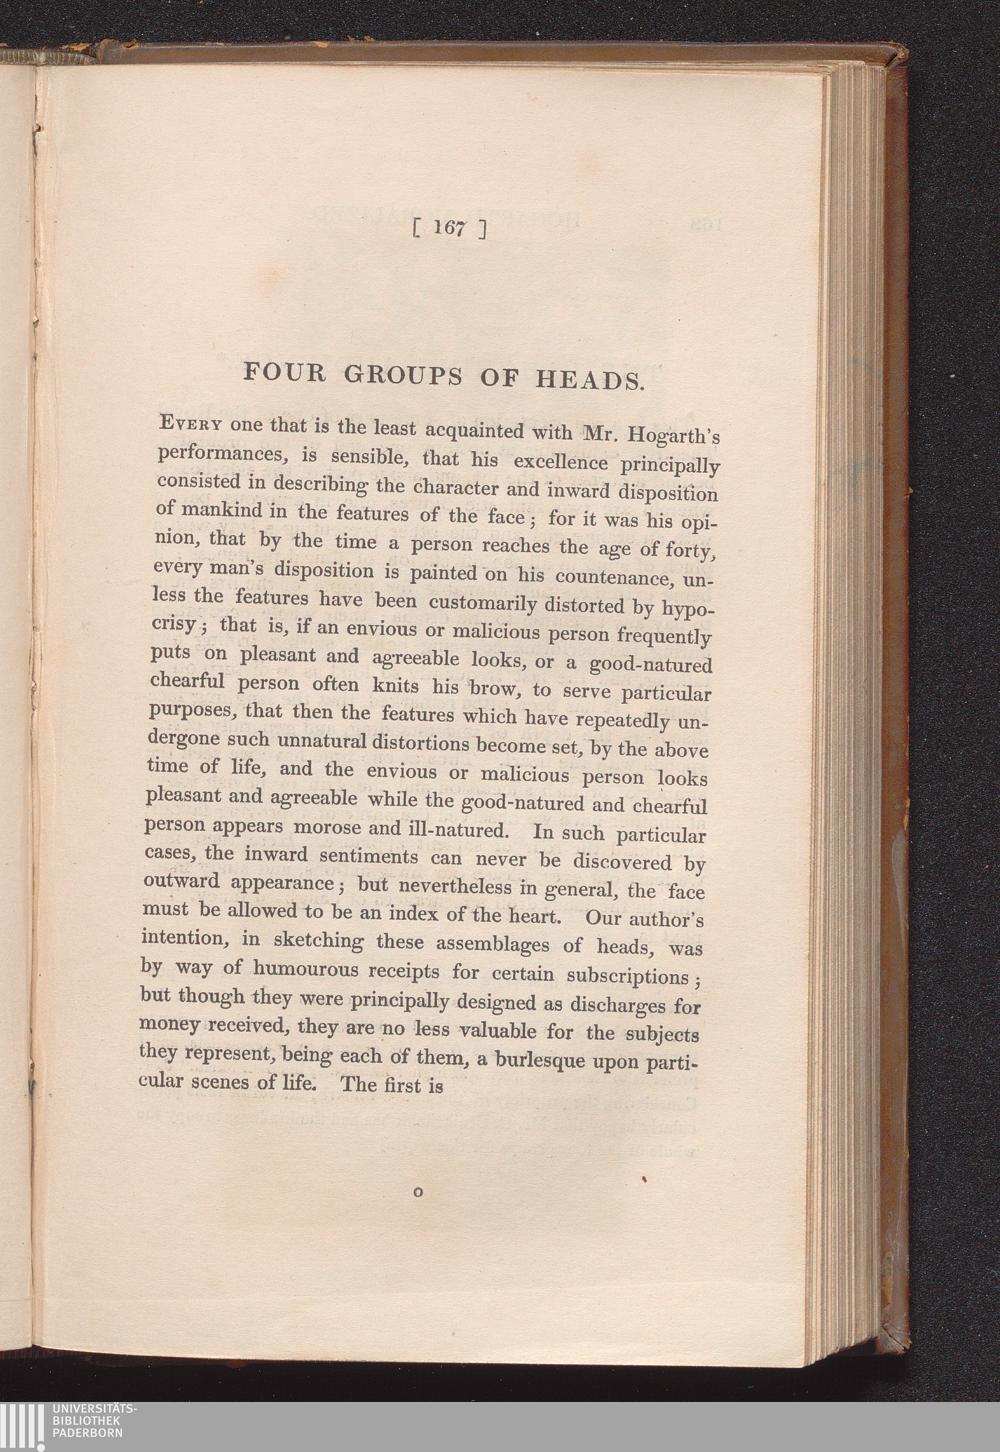 [ 167 ]
FOUR GROUPS OF HEADS.
EVERY one that is the least acquainted with Mr. Hogarth's
performances, is sensible, that his excellence principally
consisted in describing the character and inward disposition
of mankind in the features of the face; for it was his opi-
nion, that by the time a person reaches the age of forty,
every man's disposition is painted on his countenance, un-
less the features have been customarily distorted by hypo-
crisy; that is, if an envious or malicious person frequently
puts on pleasant and agreeable looks, or a good-natured
chearful person often knits his brow, to serve particular
purposes, that then the features which have repeatedly un-
dergone such unnatural distortions become set, by the above
time of life, and the envious or malicious person looks
pleasant and agreeable while the good-natured and chearful
person appears morose and ill-natured. In such particular
cases, the inward sentiments can never be discovered by
outward appearance; but nevertheless in general, the face
must be allowed to be an index of the heart. Our author's
intention, in sketching these assemblages of heads, was
by way of humourous receipts for certain subscriptions;
but though they were principally designed as discharges for
money received, they are no less valuable for the subjects
they represent, being each of them, a burlesque upon parti-
cular scenes of life. The first is
O
UNIVERSITÄTS-
BIBLIOTHEK
PADERBORN